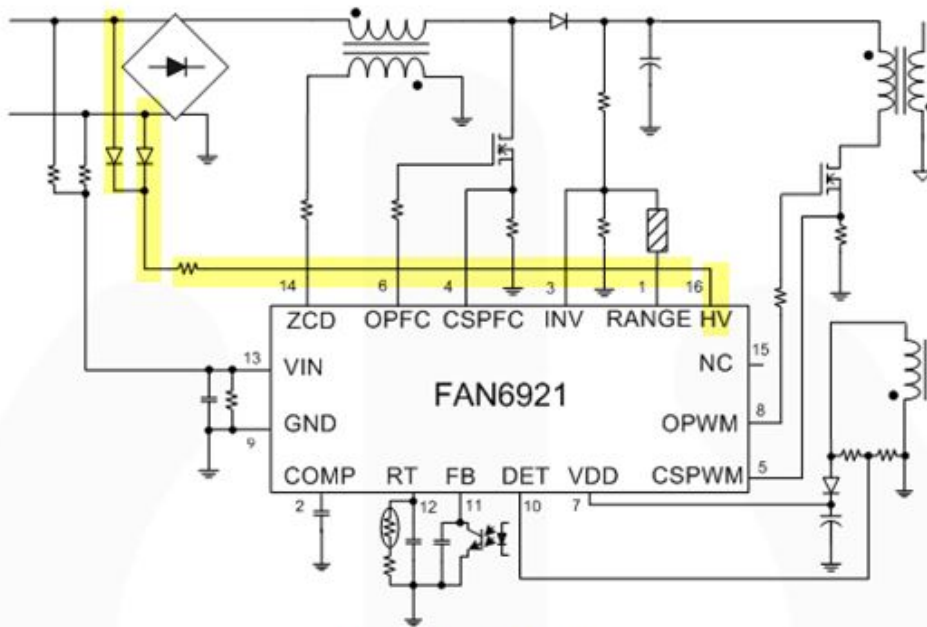 14 6 4 3 1 16
ZCD OPFC CSPFC INV RANGE HV
13 VIN NC 15
FAN6921
GND OPWM 8
9
COMP RT FB DET VDD CSPWM 5
2 12 11 10 7